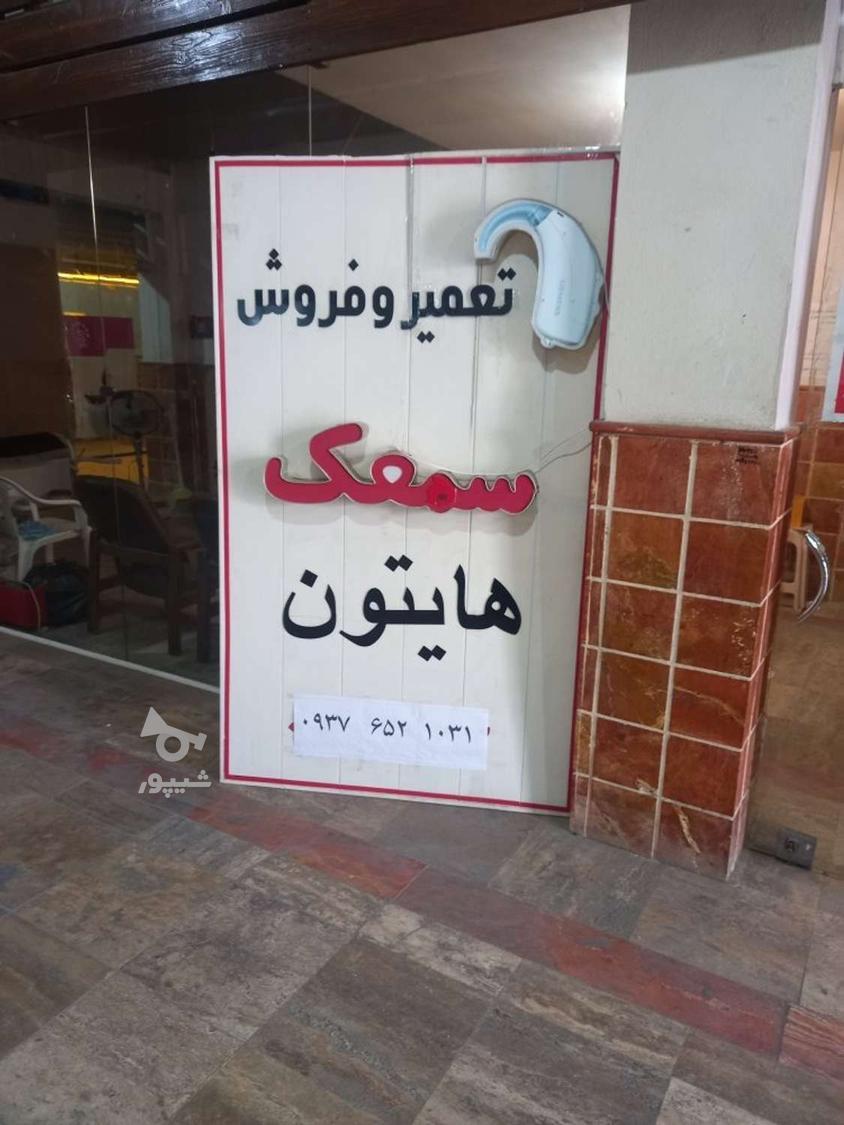 تعمیر و فروش
سمعک
هایتون
۰۹۳۷ ۶۵۲ ۱۰۳۱
شیپور